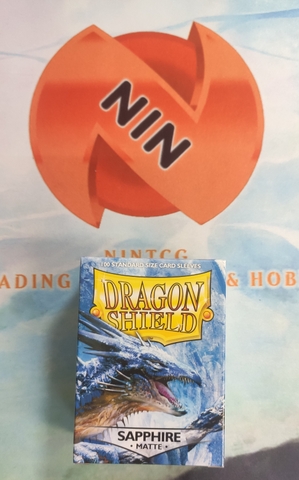 NIN
NINTCG
ADING & HOB
100 STANDARD SIZE CARD SLEEVES
DRAGON
SHIELD
SAPPHIRE
• MATTE •